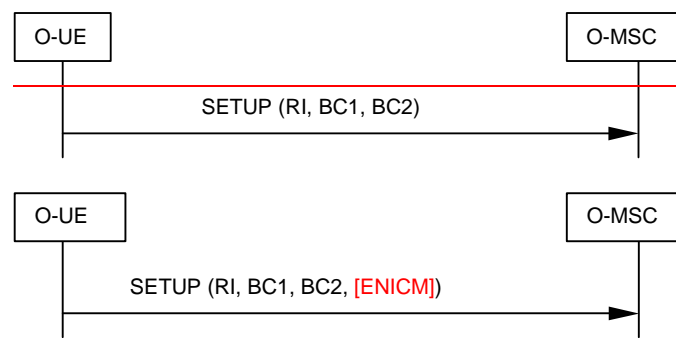 O-UE
O-MSC
SETUP (RI, BC1, BC2)
O-UE
O-MSC
SETUP (RI, BC1, BC2, [ENICM])